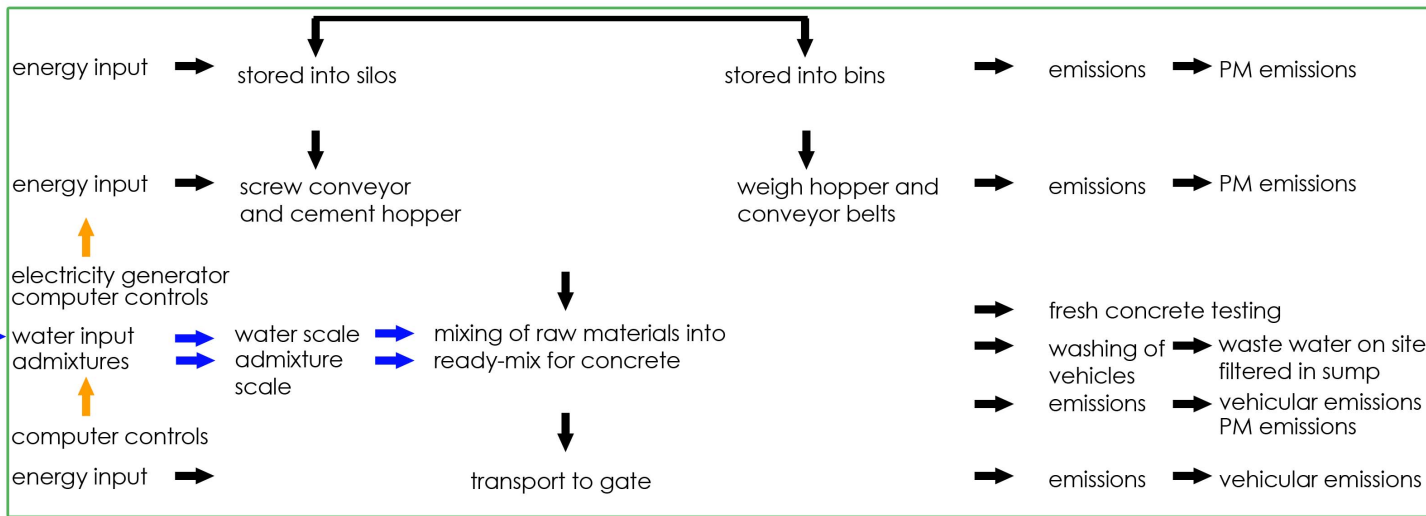 energy input
stored into silos
stored into bins
emissions
PM emissions
energy input
screw conveyor
and cement hopper
weigh hopper and
conveyor belts
emissions
PM emissions
electricity generator
computer controls
water input
admixtures
water scale
admixture
scale
mixing of raw materials into
ready-mix for concrete
fresh concrete testing
washing of
vehicles
waste water on site
filtered in sump
emissions
vehicular emissions
PM emissions
computer controls
energy input
transport to gate
emissions
vehicular emissions